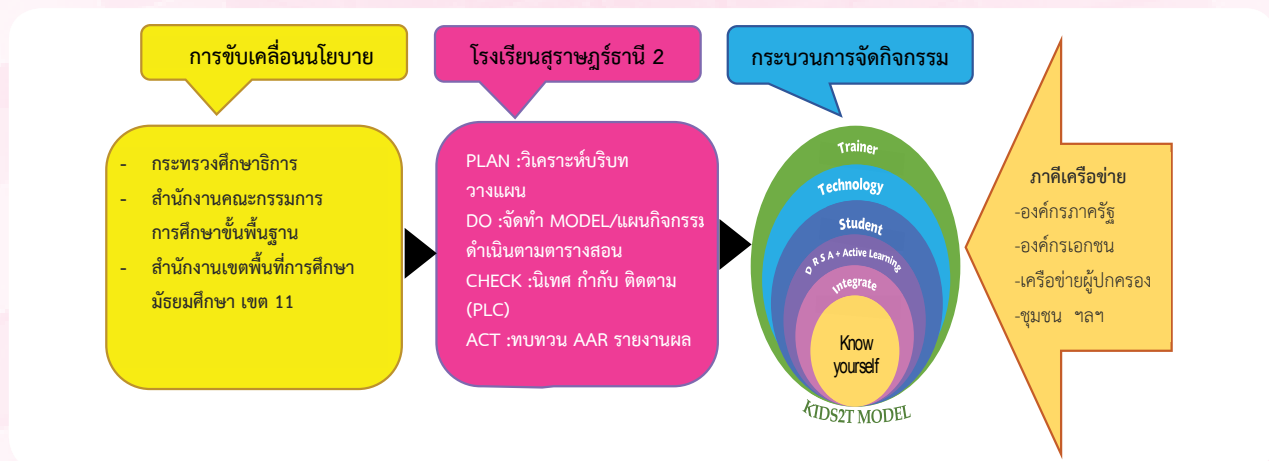 การขับเคลื่อนนโยบาย
- กระทรวงศึกษาธิการ
- สำนักงานคณะกรรมการ
การศึกษาขั้นพื้นฐาน
- สำนักงานเขตพื้นที่การศึกษา
มัธยมศึกษา เขต 11
โรงเรียนสุราษฎร์ธานี 2
PLAN :วิเคราะห์บริบท
วางแผน
DO :จัดทำ MODEL/แผนกิจกรรม
ดำเนินตามตารางสอน
CHECK :นิเทศ กำกับ ติดตาม
(PLC)
ACT :ทบทวน AAR รายงานผล
กระบวนการจัดกิจกรรม
Trainer
Technology
Student
D R S A + Active Learning
Integrate
Know
yourself
KIDS2T MODEL
ภาคีเครือข่าย
-องค์กรภาครัฐ
-องค์กรเอกชน
-เครือข่ายผู้ปกครอง
-ชุมชน ฯลฯ